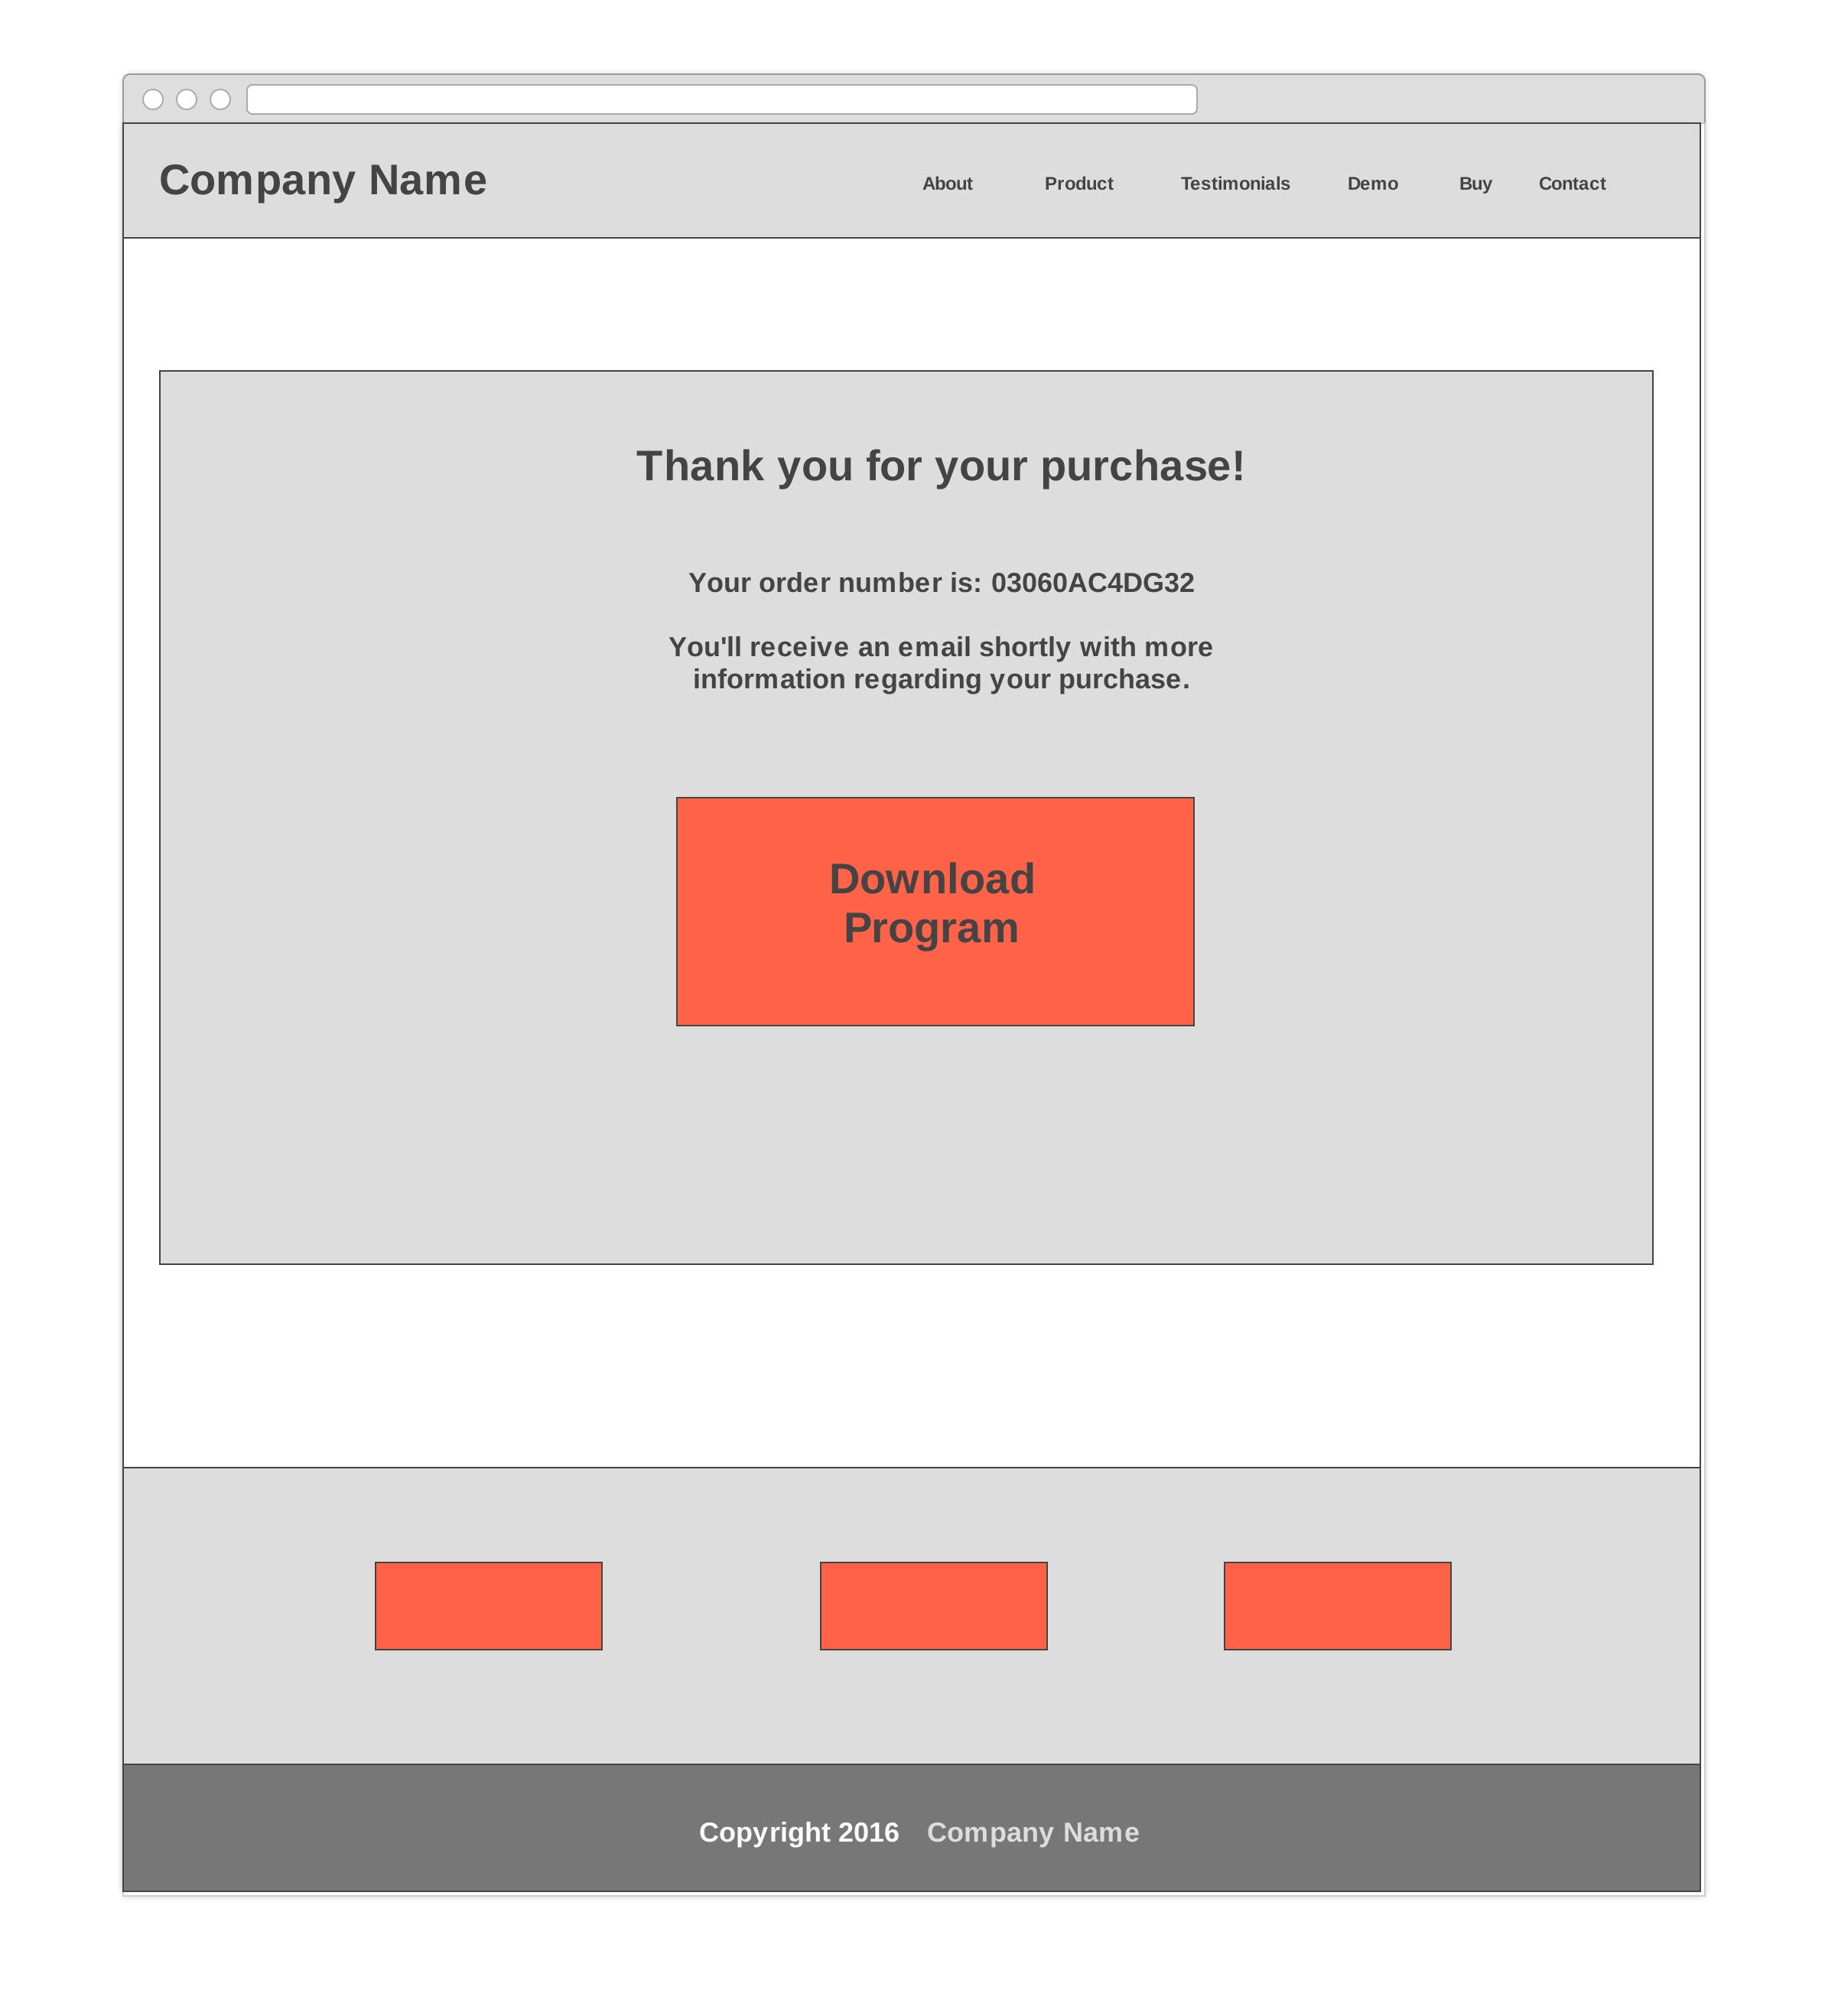 Company Name
About Product Testimonials Demo Buy Contact
Thank you for your purchase!
Your order number is: 03060AC4DG32
You'll receive an email shortly with more
information regarding your purchase.
Download
Program
Copyright 2016 Company Name